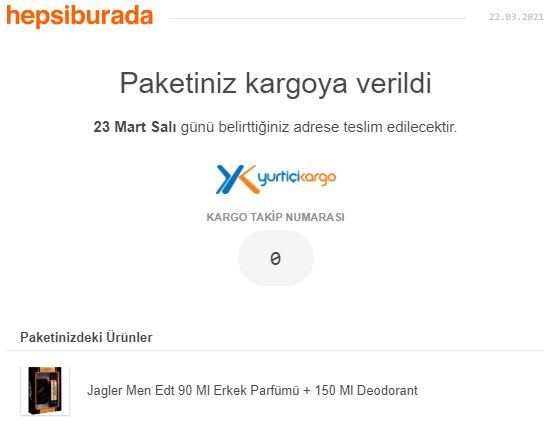 hepsiburada
22.03.2021
Paketiniz kargoya verildi
23 Mart Salı günü belirttiğiniz adrese teslim edilecektir.
yurtiçikargo
KARGO TAKİP NUMARASI
0
Paketinizdeki Ürünler
Jagler Men Edt 90 Ml Erkek Parfümü + 150 Ml Deodorant